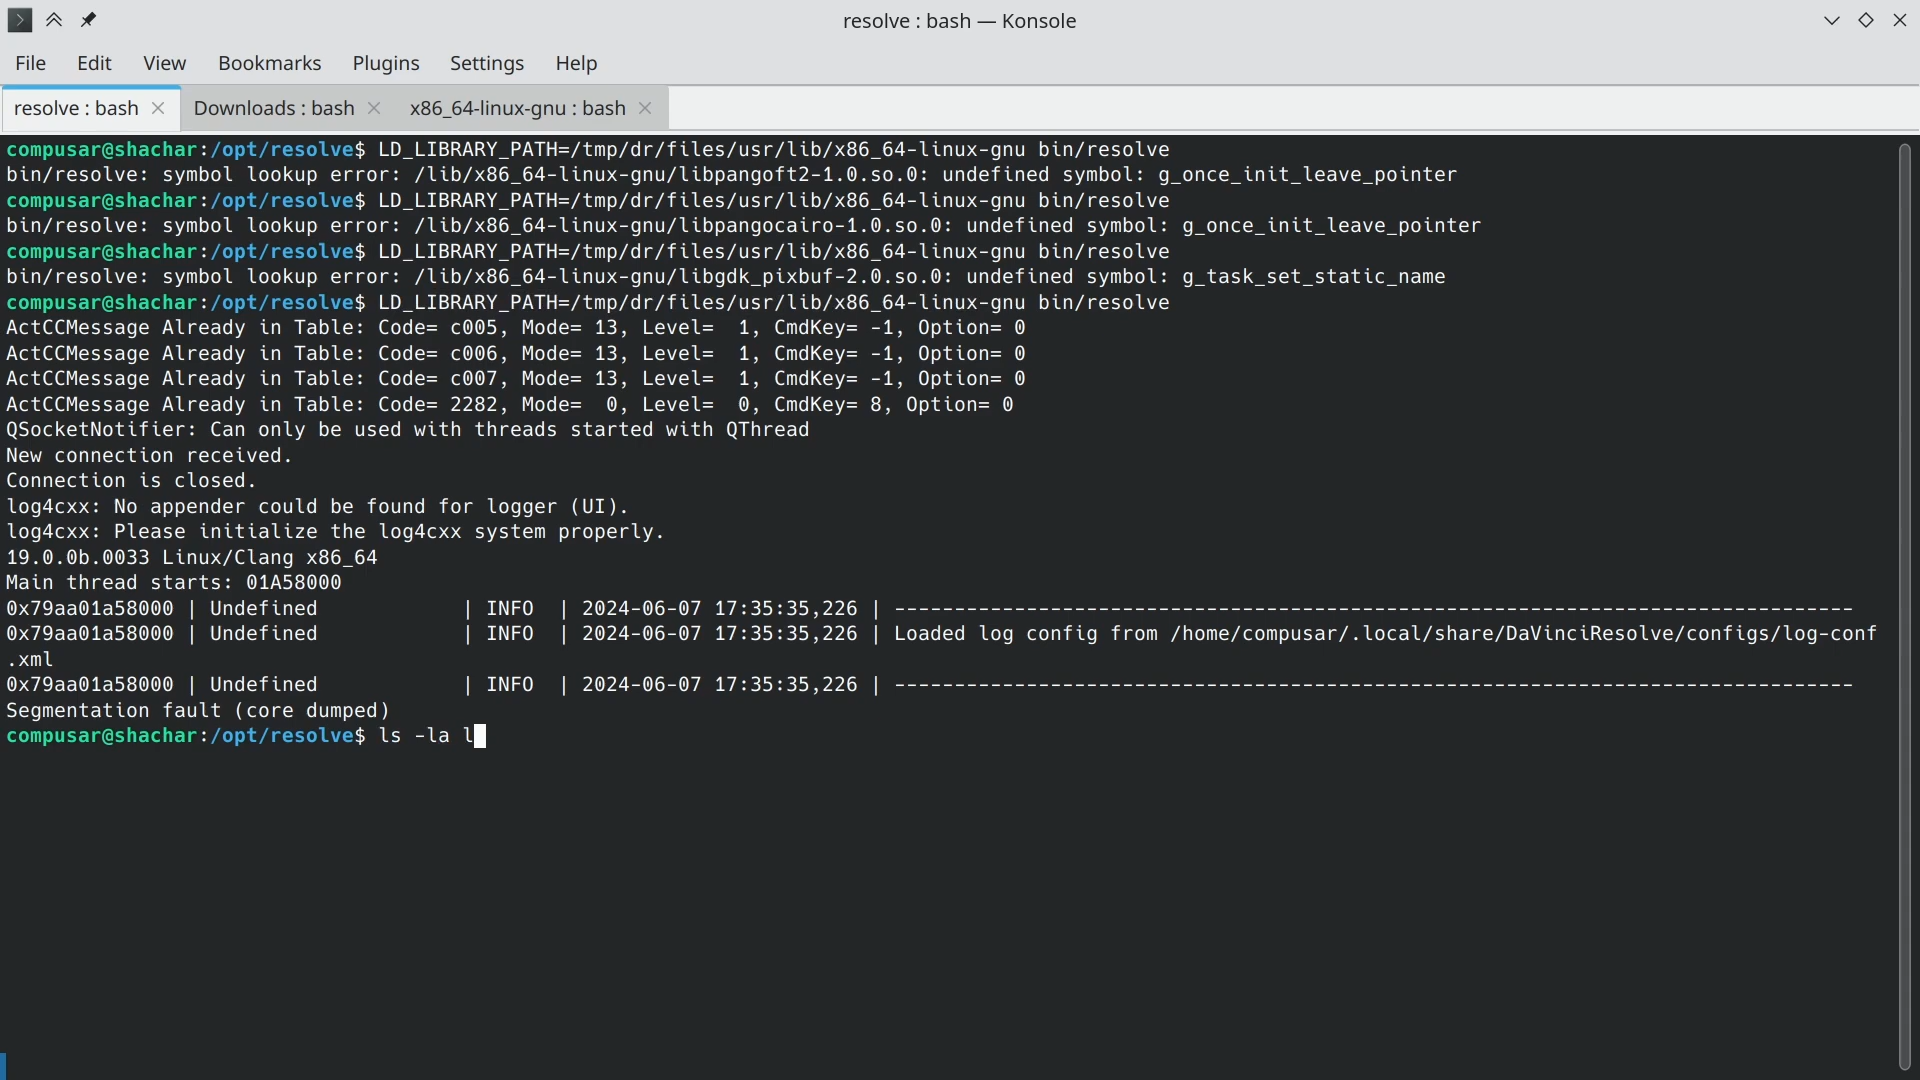 resolve : bash — Konsole
File Edit View Bookmarks Plugins Settings Help
resolve : bash Downloads : bash x86_64-linux-gnu : bash
compusar@shachar:/opt/resolve$ LD_LIBRARY_PATH=/tmp/dr/files/usr/lib/x86_64-linux-gnu bin/resolve
bin/resolve: symbol lookup error: /lib/x86_64-linux-gnu/libpangoft2-1.0.so.0: undefined symbol: g_once_init_leave_pointer
compusar@shachar:/opt/resolve$ LD_LIBRARY_PATH=/tmp/dr/files/usr/lib/x86_64-linux-gnu bin/resolve
bin/resolve: symbol lookup error: /lib/x86_64-linux-gnu/libpangocairo-1.0.so.0: undefined symbol: g_once_init_leave_pointer
compusar@shachar:/opt/resolve$ LD_LIBRARY_PATH=/tmp/dr/files/usr/lib/x86_64-linux-gnu bin/resolve
bin/resolve: symbol lookup error: /lib/x86_64-linux-gnu/libgdk_pixbuf-2.0.so.0: undefined symbol: g_task_set_static_name
compusar@shachar:/opt/resolve$ LD_LIBRARY_PATH=/tmp/dr/files/usr/lib/x86_64-linux-gnu bin/resolve
ActCCMessage Already in Table: Code= c005, Mode= 13, Level=  1, CmdKey= -1, Option= 0
ActCCMessage Already in Table: Code= c006, Mode= 13, Level=  1, CmdKey= -1, Option= 0
ActCCMessage Already in Table: Code= c007, Mode= 13, Level=  1, CmdKey= -1, Option= 0
ActCCMessage Already in Table: Code= 2282, Mode=  0, Level=  0, CmdKey= 8, Option= 0
QSocketNotifier: Can only be used with threads started with QThread
New connection received.
Connection is closed.
log4cxx: No appender could be found for logger (UI).
log4cxx: Please initialize the log4cxx system properly.
19.0.0b.0033 Linux/Clang x86_64
Main thread starts: 01A58000
0x79aa01a58000 | Undefined            | INFO  | 2024-06-07 17:35:35,226 | --------------------------------------------------------------------------------
0x79aa01a58000 | Undefined            | INFO  | 2024-06-07 17:35:35,226 | Loaded log config from /home/compusar/.local/share/DaVinciResolve/configs/log-conf
.xml
0x79aa01a58000 | Undefined            | INFO  | 2024-06-07 17:35:35,226 | --------------------------------------------------------------------------------
Segmentation fault (core dumped)
compusar@shachar:/opt/resolve$ ls -la l